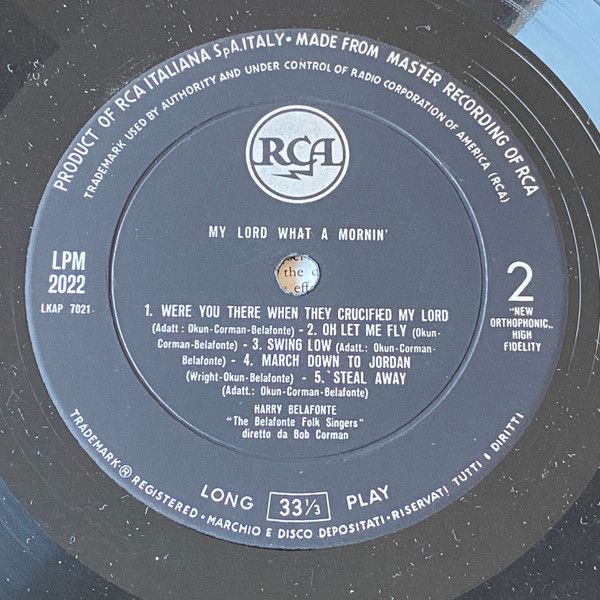 PRODUCT OF RCA ITALIANA SpA.ITALY • MADE FROM MASTER RECORDING OF RCA
TRADEMARK USED BY AUTHORITY AND UNDER CONTROL OF RADIO CORPORATION OF AMERICA (RCA)
RCA
MY LORD WHAT A MORNIN'
the
LPM
2022
LKAP 7021
2
"NEW
ORTHOPHONIC„
HIGH
FIDELITY
1. WERE YOU THERE WHEN THEY CRUCIFIED MY LORD
(Adatt: Okun-Corman-Belafonte) - 2. OH LET ME FLY (Okun-
Corman-Belafonte) - 3. SWING LOW (Adatt.: Okun-Corman-
Belafonte) - 4. MARCH DOWN TO JORDAN
(Wright-Okun-Belafonte) - 5. STEAL AWAY
(Adatt.: Okun-Corman-Belafonte)
HARRY BELAFONTE
"The Belafonte Folk Singers"
diretto da Bob Corman
LONG 33⅓ PLAY
TRADEMARK ® REGISTERED • MARCHIO E DISCO DEPOSITATI • RISERVATI TUTTI i DIRITTI